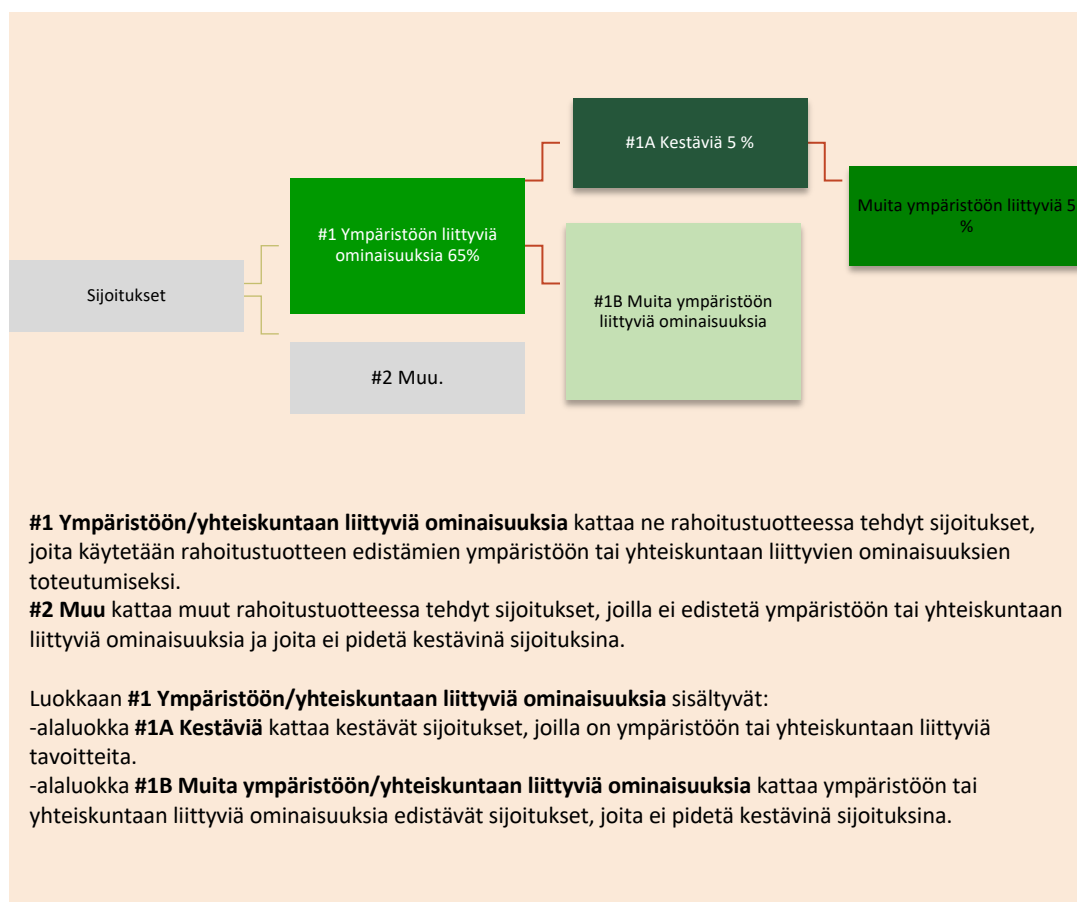 #1A Kestäviä 5 %
#1 Ympäristöön liittyviä
ominaisuuksia 65%
Muita ympäristöön liittyviä 5
%
Sijoitukset
#1B Muita ympäristöön
liittyviä ominaisuuksia
#2 Muu.
#1 Ympäristöön/yhteiskuntaan liittyviä ominaisuuksia kattaa ne rahoitustuotteessa tehdyt sijoitukset,
joita käytetään rahoitustuotteen edistämien ympäristöön tai yhteiskuntaan liittyvien ominaisuuksien
toteutumiseksi.
#2 Muu kattaa muut rahoitustuotteessa tehdyt sijoitukset, joilla ei edistetä ympäristöön tai yhteiskuntaan
liittyviä ominaisuuksia ja joita ei pidetä kestävinä sijoituksina.
Luokkaan #1 Ympäristöön/yhteiskuntaan liittyviä ominaisuuksia sisältyvät:
-alaluokka #1A Kestäviä kattaa kestävät sijoitukset, joilla on ympäristöön tai yhteiskuntaan liittyviä
tavoitteita.
-alaluokka #1B Muita ympäristöön/yhteiskuntaan liittyviä ominaisuuksia kattaa ympäristöön tai
yhteiskuntaan liittyviä ominaisuuksia edistävät sijoitukset, joita ei pidetä kestävinä sijoituksina.